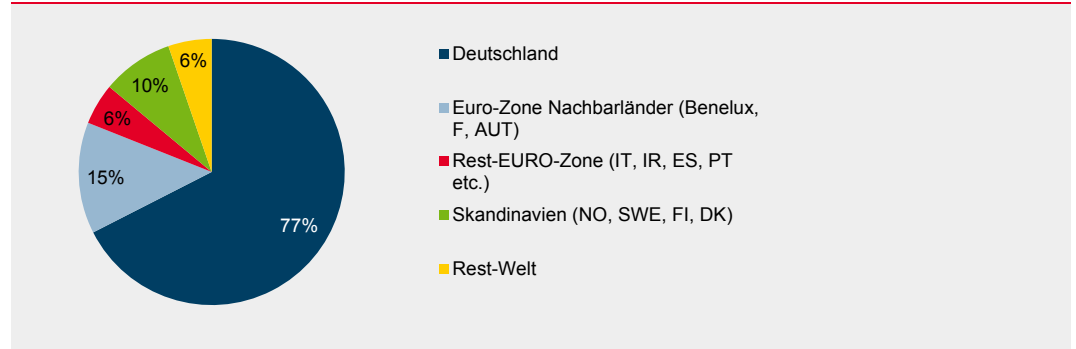 6%
10%
6%
15%
77%
Deutschland
Euro-Zone Nachbarländer (Benelux,
F, AUT)
Rest-EURO-Zone (IT, IR, ES, PT
etc.)
Skandinavien (NO, SWE, FI, DK)
Rest-Welt